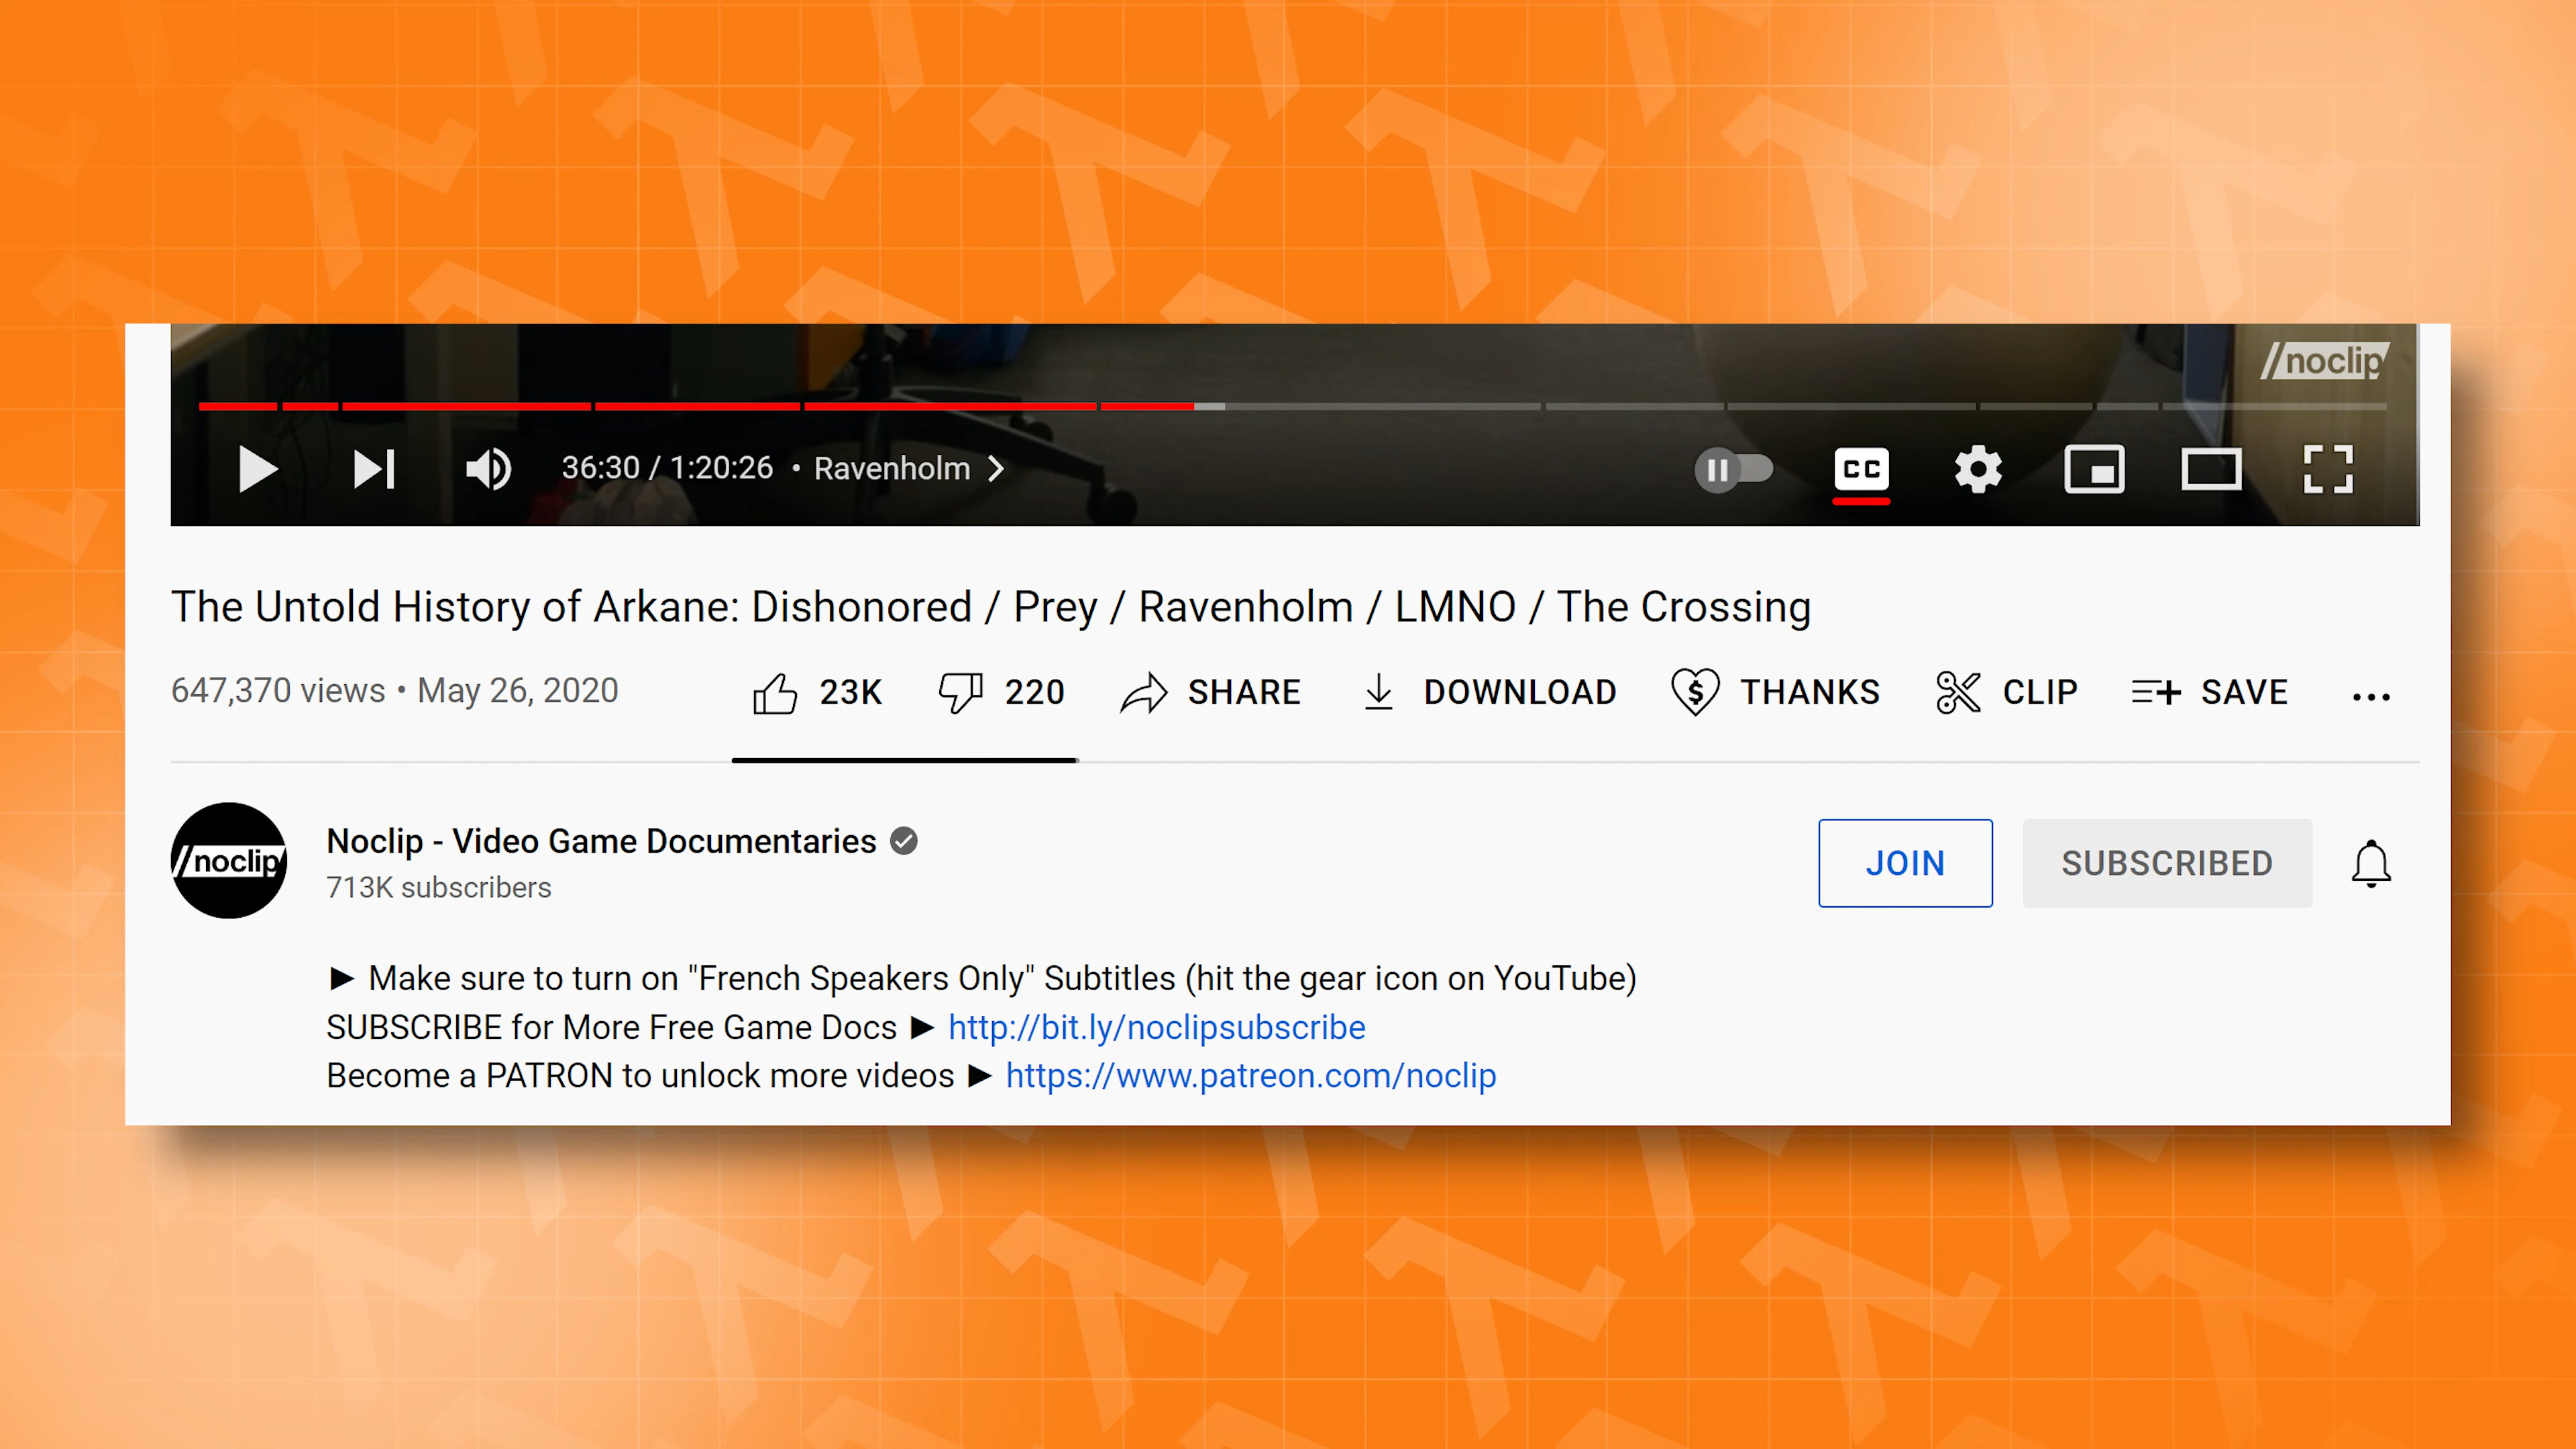 //noclip
36:30 / 1:20:26 • Ravenholm
CC
The Untold History of Arkane: Dishonored / Prey / Ravenholm / LMNO / The Crossing
647,370 views • May 26, 2020 23K 220 SHARE DOWNLOAD THANKS CLIP SAVE ...
//noclip
Noclip - Video Game Documentaries
713K subscribers
JOIN SUBSCRIBED
► Make sure to turn on "French Speakers Only" Subtitles (hit the gear icon on YouTube)
SUBSCRIBE for More Free Game Docs ► http://bit.ly/noclipsubscribe
Become a PATRON to unlock more videos ► https://www.patreon.com/noclip